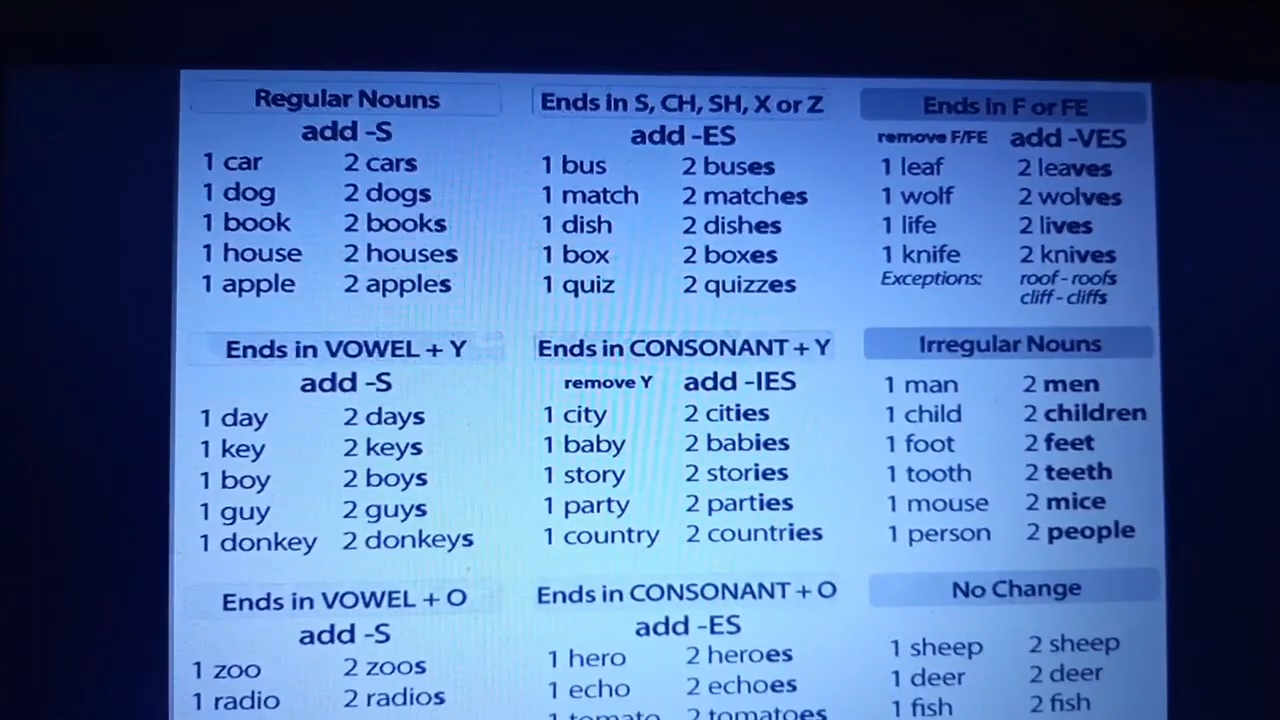 Regular Nouns
add -S
1 car 2 cars
1 dog 2 dogs
1 book 2 books
1 house 2 houses
1 apple 2 apples
Ends in S, CH, SH, X or Z
add -ES
1 bus 2 buses
1 match 2 matches
1 dish 2 dishes
1 box 2 boxes
1 quiz 2 quizzes
Ends in F or FE
remove F/FE add -VES
1 leaf 2 leaves
1 wolf 2 wolves
1 life 2 lives
1 knife 2 knives
Exceptions: roof - roofs
cliff - cliffs
Ends in VOWEL + Y
add -S
1 day 2 days
1 key 2 keys
1 boy 2 boys
1 guy 2 guys
1 donkey 2 donkeys
Ends in CONSONANT + Y
remove Y add -IES
1 city 2 cities
1 baby 2 babies
1 story 2 stories
1 party 2 parties
1 country 2 countries
Irregular Nouns
1 man 2 men
1 child 2 children
1 foot 2 feet
1 tooth 2 teeth
1 mouse 2 mice
1 person 2 people
Ends in VOWEL + O
add -S
1 zoo 2 zoos
1 radio 2 radios
Ends in CONSONANT + O
add -ES
1 hero 2 heroes
1 echo 2 echoes
1 tomato 2 tomatoes
No Change
1 sheep 2 sheep
1 deer 2 deer
1 fish 2 fish